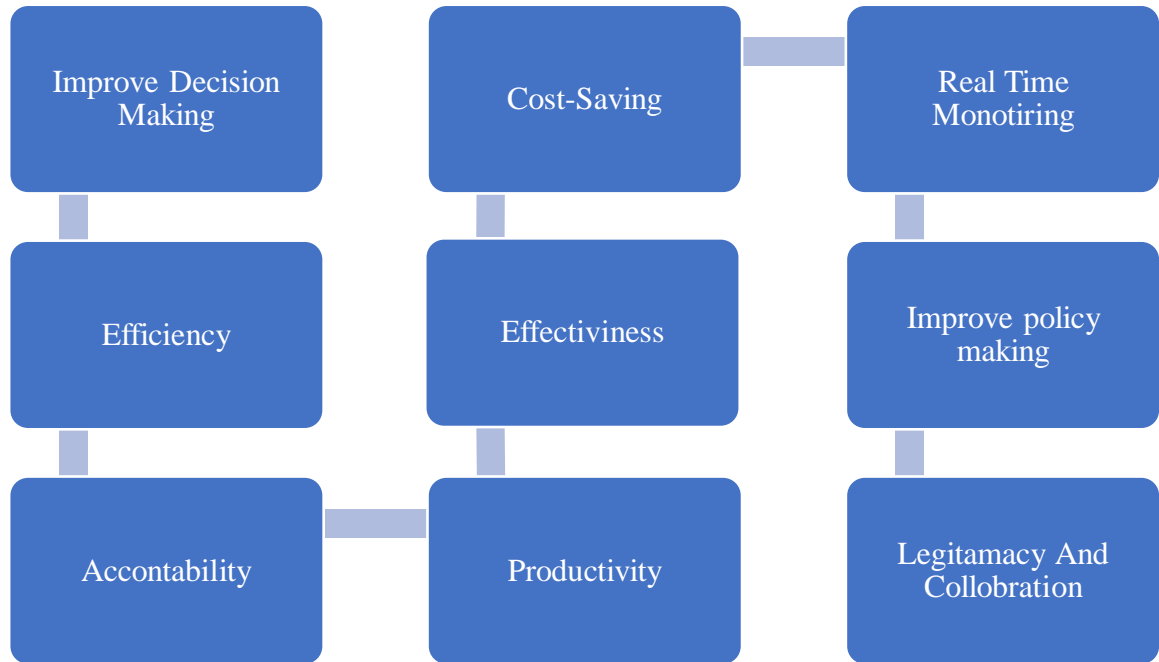 Improve Decision
Making
Efficiency
Accontability
Productivity
Effectiviness
Cost-Saving
Real Time
Monotiring
Improve policy
making
Legitamacy And
Collobration